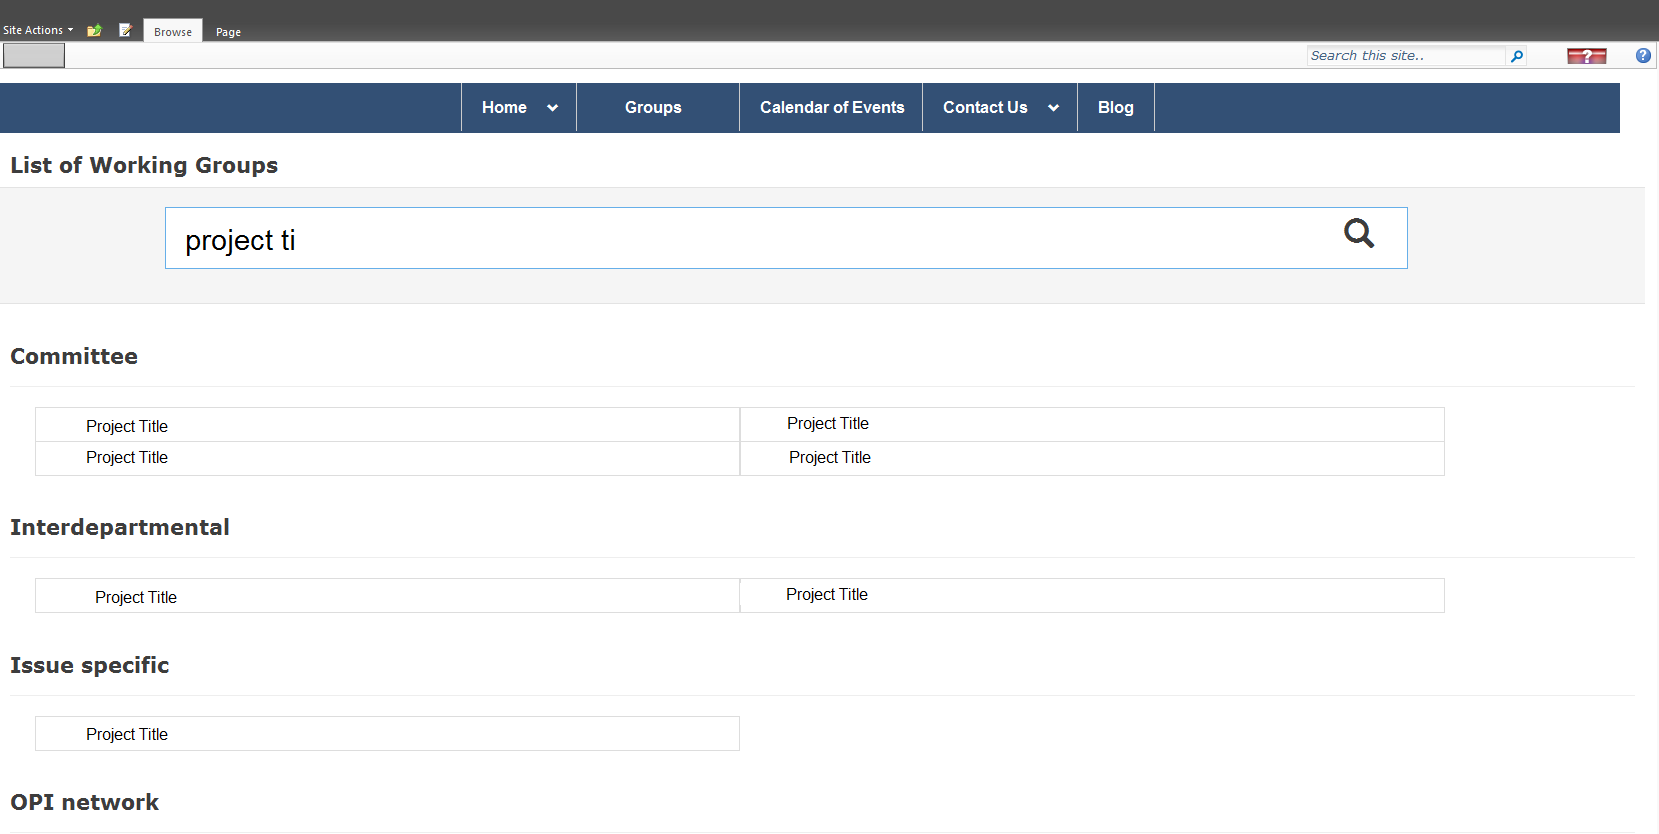 Site Actions Browse Page
Search this site..
?
?
Home Groups Calendar of Events Contact Us Blog
List of Working Groups
project ti
Committee
Project Title Project Title
Project Title Project Title
Interdepartmental
Project Title Project Title
Issue specific
Project Title
OPI network